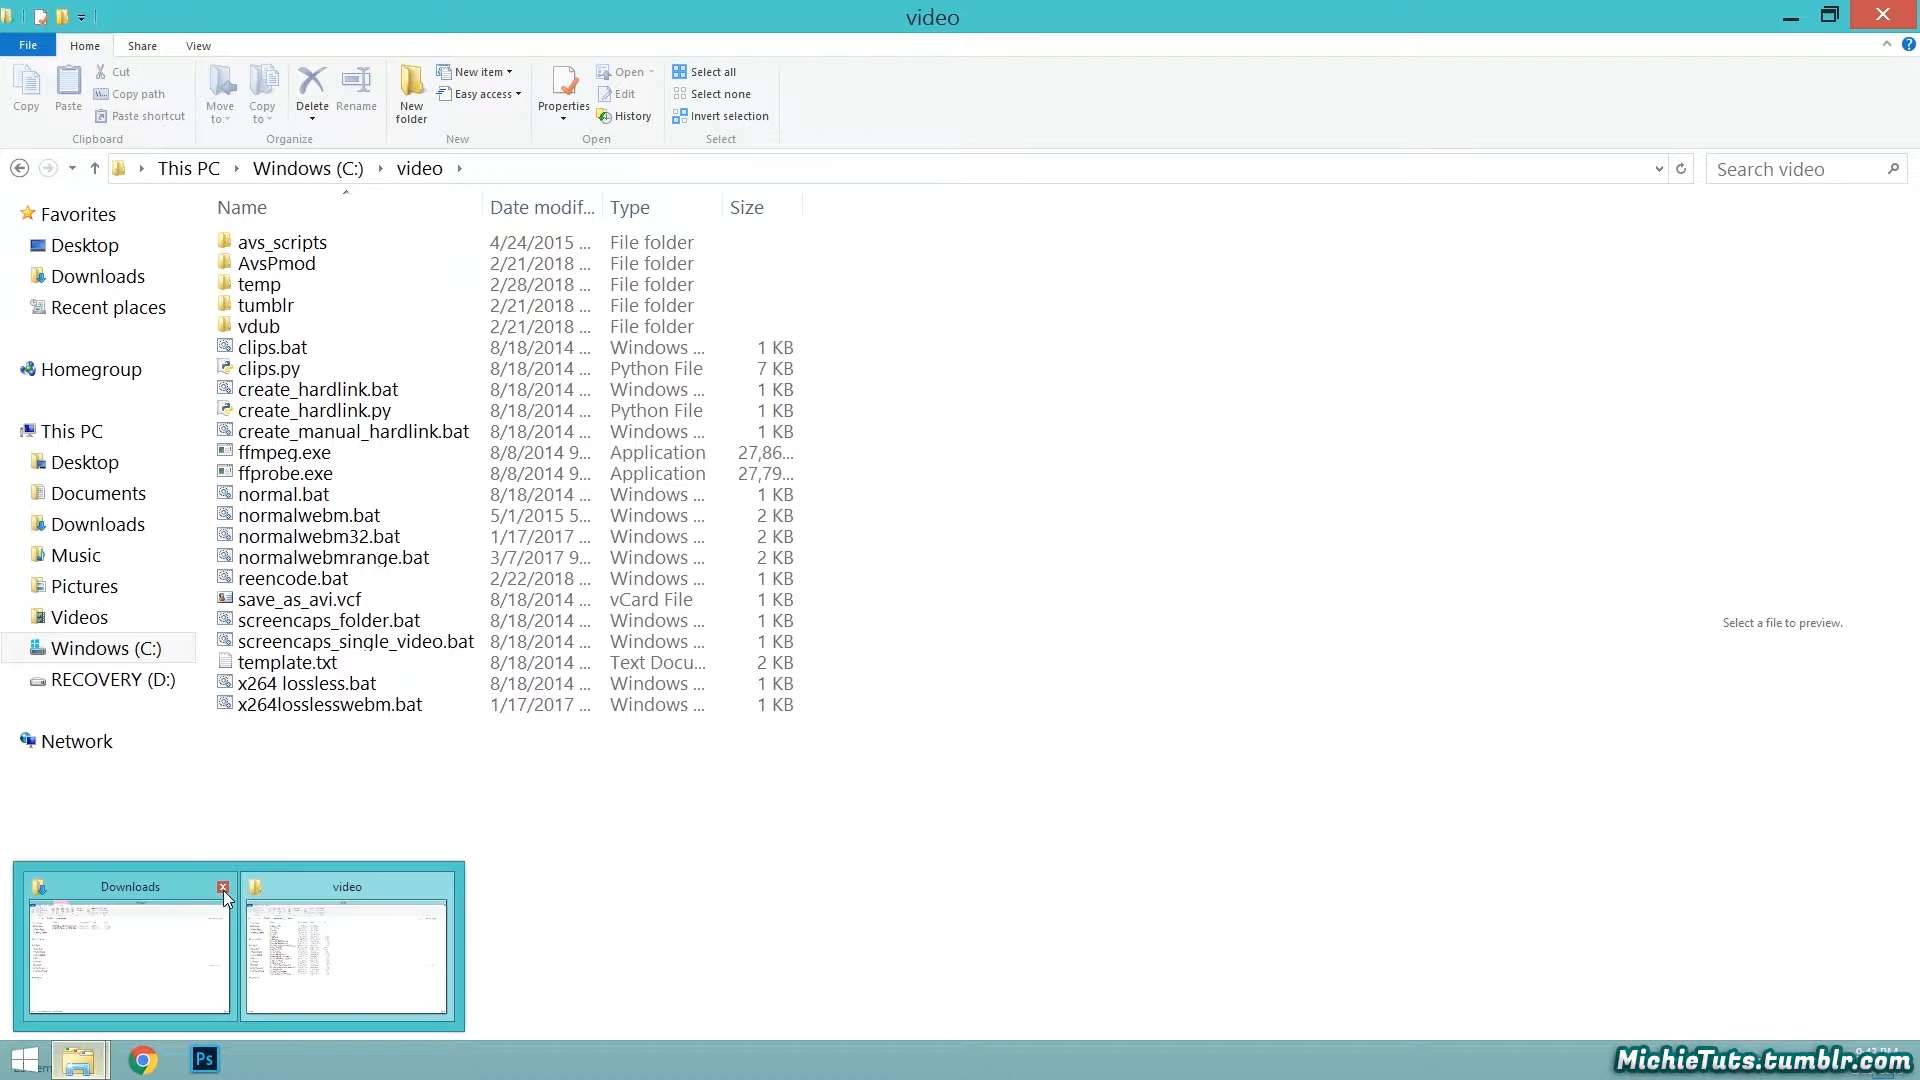 video
File Home Share View
Copy Paste Cut Copy path Paste shortcut
Clipboard
Move to Copy to Delete Rename
Organize
New folder New item Easy access
New
Properties Open Edit History
Open
Select all
Select none
Invert selection
Select
This PC Windows (C:) video
Search video
Favorites
Desktop
Downloads
Recent places
Homegroup
This PC
Desktop
Documents
Downloads
Music
Pictures
Videos
Windows (C:)
RECOVERY (D:)
Network
Name Date modif... Type Size
avs_scripts 4/24/2015 ... File folder
AvsPmod 2/21/2018 ... File folder
temp 2/28/2018 ... File folder
tumblr 2/21/2018 ... File folder
vdub 2/21/2018 ... File folder
clips.bat 8/18/2014 ... Windows ... 1 KB
clips.py 8/18/2014 ... Python File 7 KB
create_hardlink.bat 8/18/2014 ... Windows ... 1 KB
create_hardlink.py 8/18/2014 ... Python File 1 KB
create_manual_hardlink.bat 8/18/2014 ... Windows ... 1 KB
ffmpeg.exe 8/8/2014 9... Application 27,86...
ffprobe.exe 8/8/2014 9... Application 27,79...
normal.bat 8/18/2014 ... Windows ... 1 KB
normalwebm.bat 5/1/2015 5... Windows ... 2 KB
normalwebm32.bat 1/17/2017 ... Windows ... 2 KB
normalwebmrange.bat 3/7/2017 9... Windows ... 2 KB
reencode.bat 2/22/2018 ... Windows ... 1 KB
save_as_avi.vcf 8/18/2014 ... vCard File 1 KB
screencaps_folder.bat 8/18/2014 ... Windows ... 1 KB
screencaps_single_video.bat 8/18/2014 ... Windows ... 1 KB
template.txt 8/18/2014 ... Text Docu... 2 KB
x264 lossless.bat 8/18/2014 ... Windows ... 1 KB
x264losslesswebm.bat 1/17/2017 ... Windows ... 1 KB
Select a file to preview.
Downloads video
Ps
MichieTuts.tumblr.com